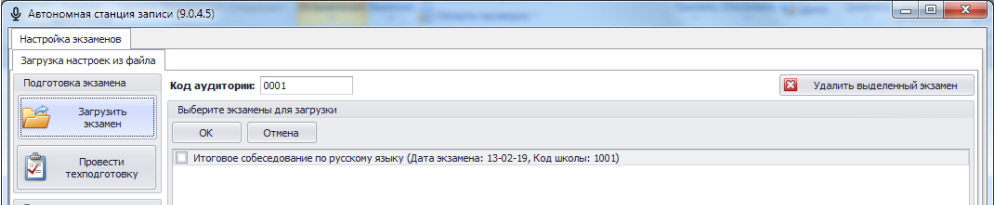 Автономная станция записи (9.0.4.5)
Настройка экзаменов
Загрузка настроек из файла
Подготовка экзамена
Код аудитории: 0001
Удалить выделенный экзамен
Загрузить
экзамен
Выберите экзамены для загрузки
OK
Отмена
Итоговое собеседование по русскому языку (Дата экзамена: 13-02-19, Код школы: 1001)
Провести
техподготовку